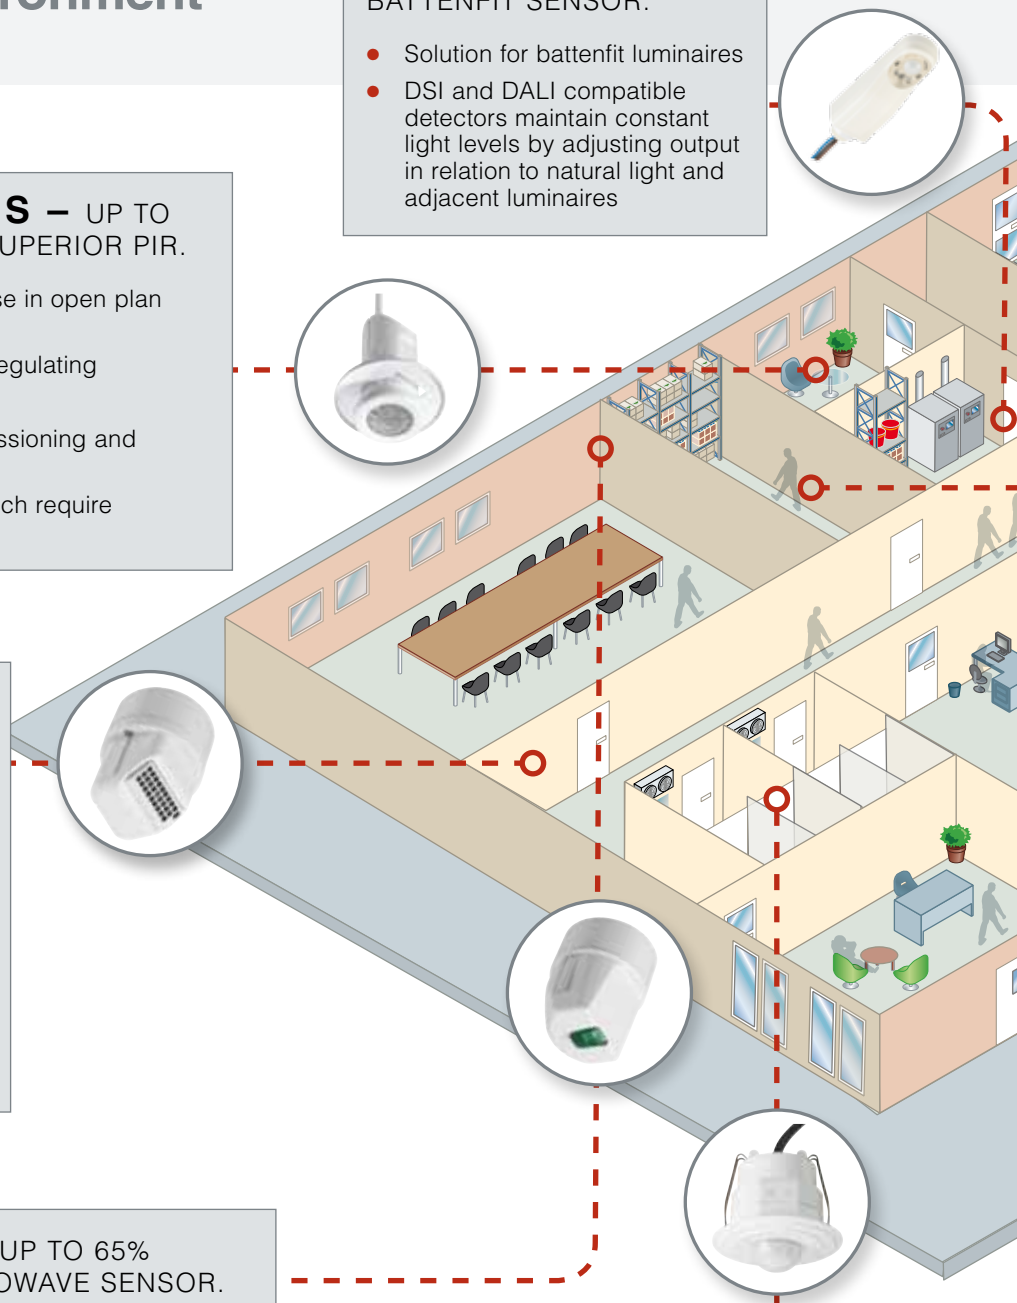 BATTENFIT SENSOR.
• Solution for battenfit luminaires
• DSI and DALI compatible
detectors maintain constant
light levels by adjusting output
in relation to natural light and
adjacent luminaires
S – UP TO
UPERIOR PIR.
in open plan
egulating
ssioning and
ch require
UP TO 65%
OWAVE SENSOR.